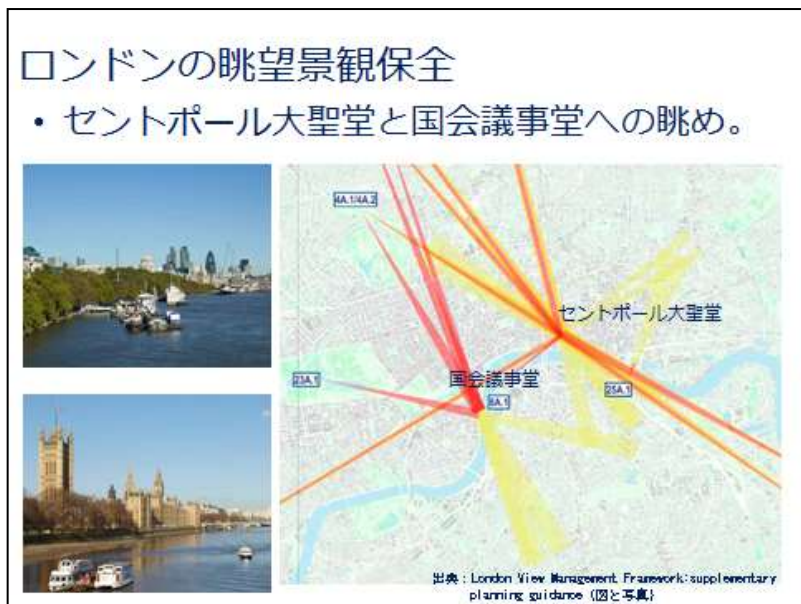 ロンドンの眺望景観保全
• セントポール大聖堂と国会議事堂への眺め。
4A.1/4A.2
セントポール大聖堂
23A.1
国会議事堂
8A.1
25A.1
出典：London View Management Framework:supplementary
planning guidance (図と写真)